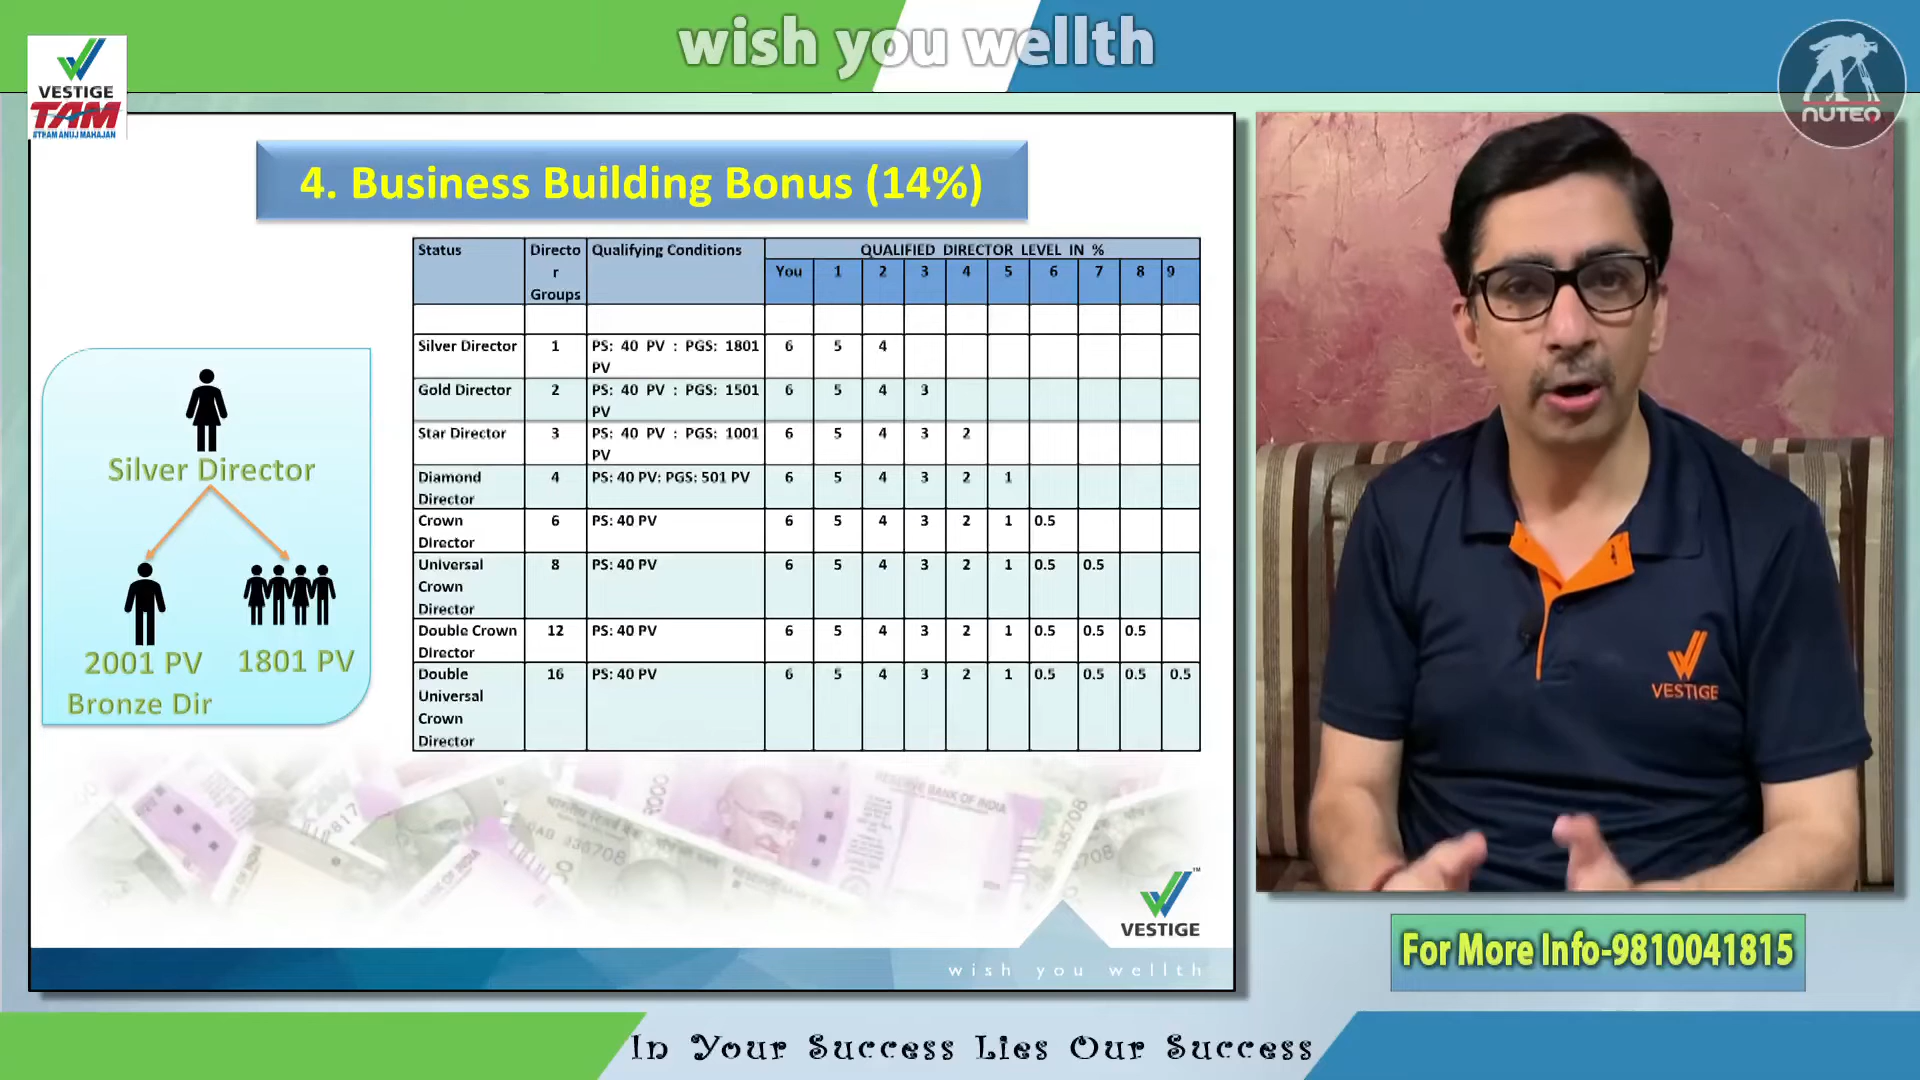 wish you wellth
VESTIGE
TAM
#TEAM ANUJ MAHAJAN
NUTEQ
4. Business Building Bonus (14%)
Status Directo Qualifying Conditions QUALIFIED DIRECTOR LEVEL IN %
r
Groups
You 1 2 3 4 5 6 7 8 9
Silver Director 1 PS: 40 PV : PGS: 1801 6 5 4
PV
Gold Director 2 PS: 40 PV : PGS: 1501 6 5 4 3
PV
Star Director 3 PS: 40 PV : PGS: 1001 6 5 4 3 2
PV
Diamond 4 PS: 40 PV: PGS: 501 PV 6 5 4 3 2 1
Director
Crown 6 PS: 40 PV 6 5 4 3 2 1 0.5
Director
Universal 8 PS: 40 PV 6 5 4 3 2 1 0.5 0.5
Crown
Director
Double Crown 12 PS: 40 PV 6 5 4 3 2 1 0.5 0.5 0.5
Director
Double 16 PS: 40 PV 6 5 4 3 2 1 0.5 0.5 0.5 0.5
Universal
Crown
Director
Silver Director
2001 PV 1801 PV
Bronze Dir
RESERVE BANK OF INDIA
VESTIGE
wish you wellth
VESTIGE
For More Info-9810041815
In Your Success Lies Our Success